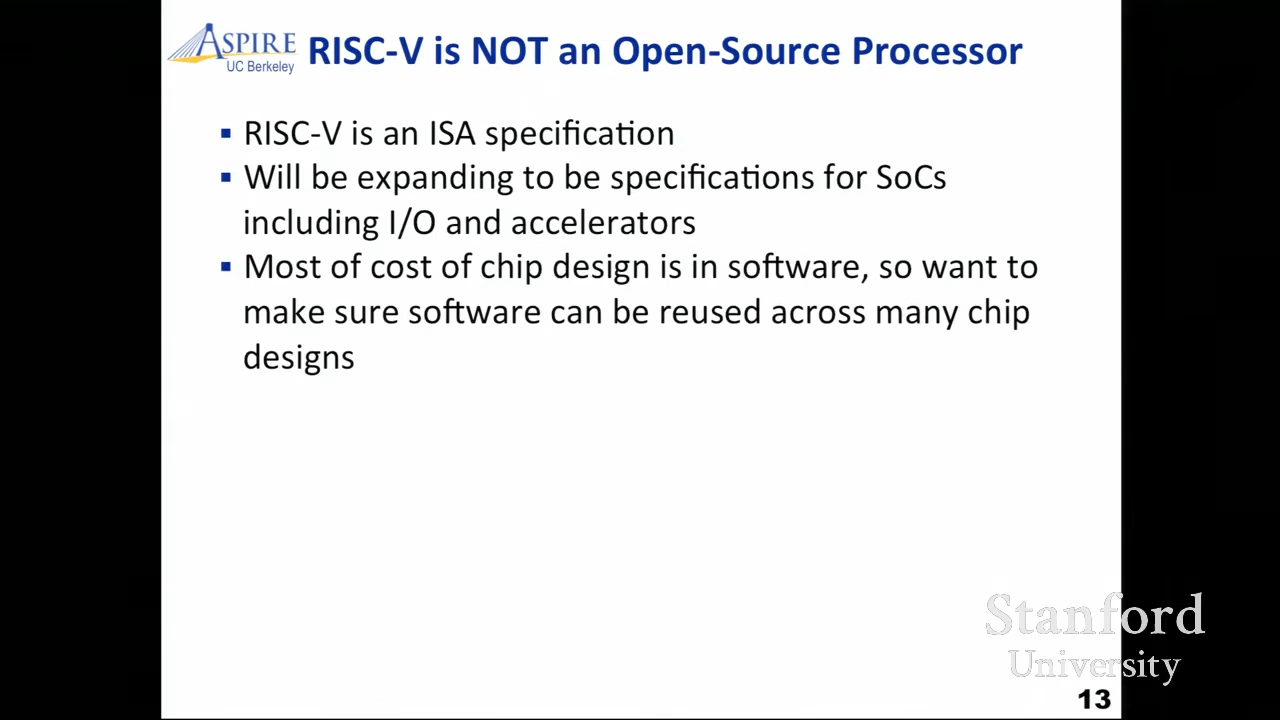 ASPIRE
UC Berkeley
RISC-V is NOT an Open-Source Processor
▪ RISC-V is an ISA specification
▪ Will be expanding to be specifications for SoCs
including I/O and accelerators
▪ Most of cost of chip design is in software, so want to
make sure software can be reused across many chip
designs
Stanford
University
13